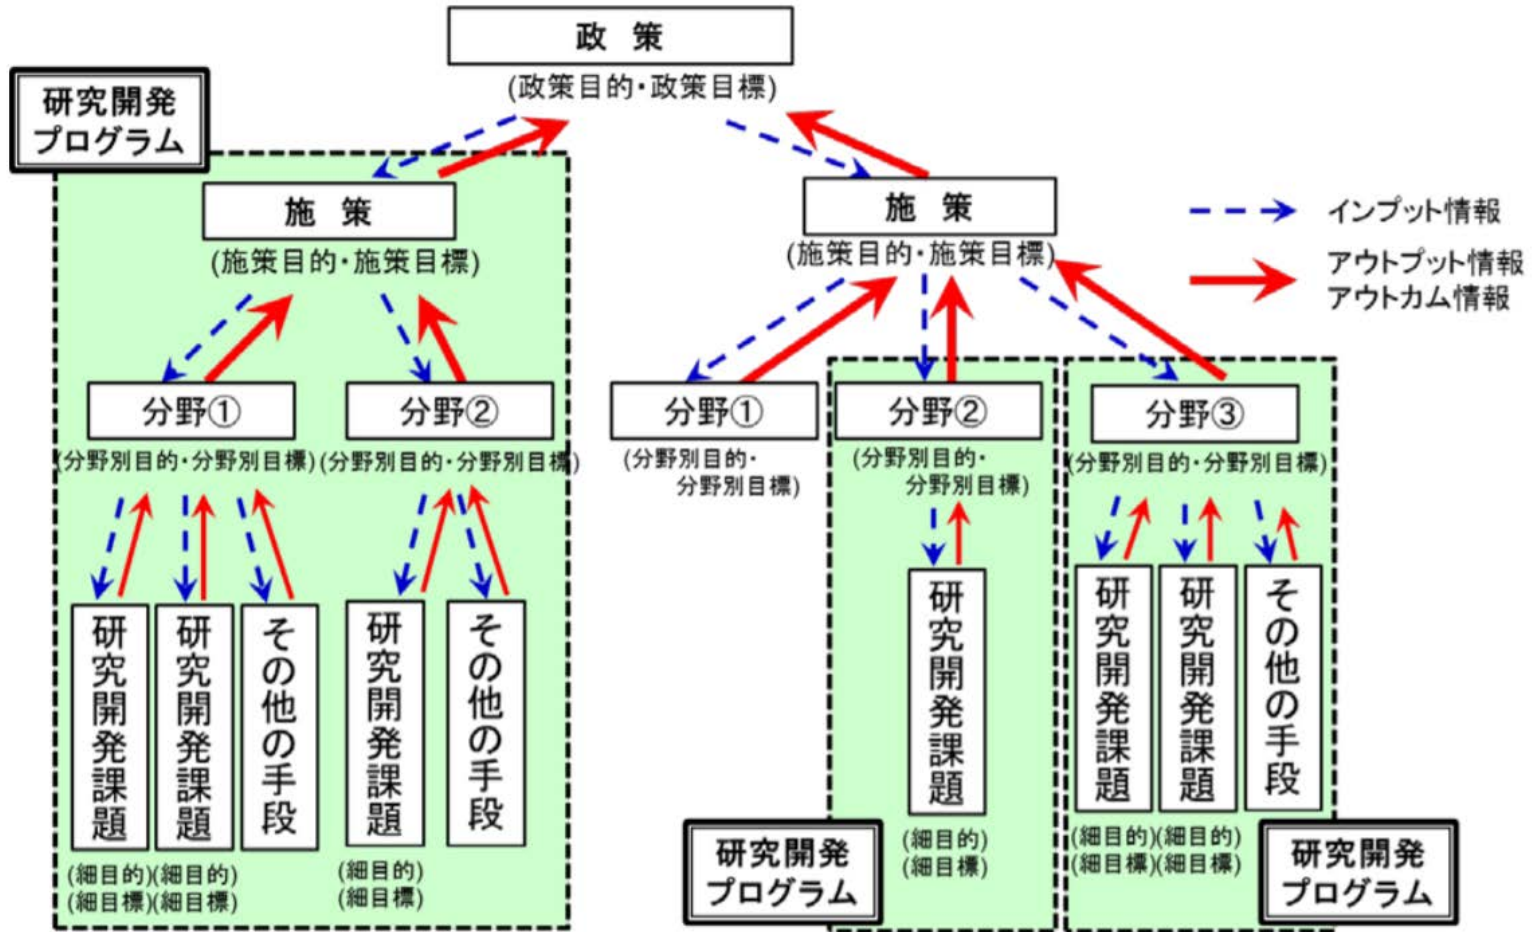 政 策
(政策目的・政策目標)
研究開発
プログラム
施 策
(施策目的・施策目標)
施 策
(施策目的・施策目標)
インプット情報
アウトプット情報
アウトカム情報
分野①
(分野別目的・分野別目標)
分野②
(分野別目的・分野別目標)
分野①
(分野別目的・
分野別目標)
分野②
(分野別目的・
分野別目標)
分野③
(分野別目的・分野別目標)
研究開発課題
研究開発課題
その他の手段
研究開発課題
その他の手段
研究開発課題
研究開発課題
研究開発課題
その他の手段
(細目的)(細目的)
(細目標)(細目標)
(細目的)
(細目標)
研究開発
プログラム
(細目的)
(細目標)
(細目的)(細目的)
(細目標)(細目標)
研究開発
プログラム